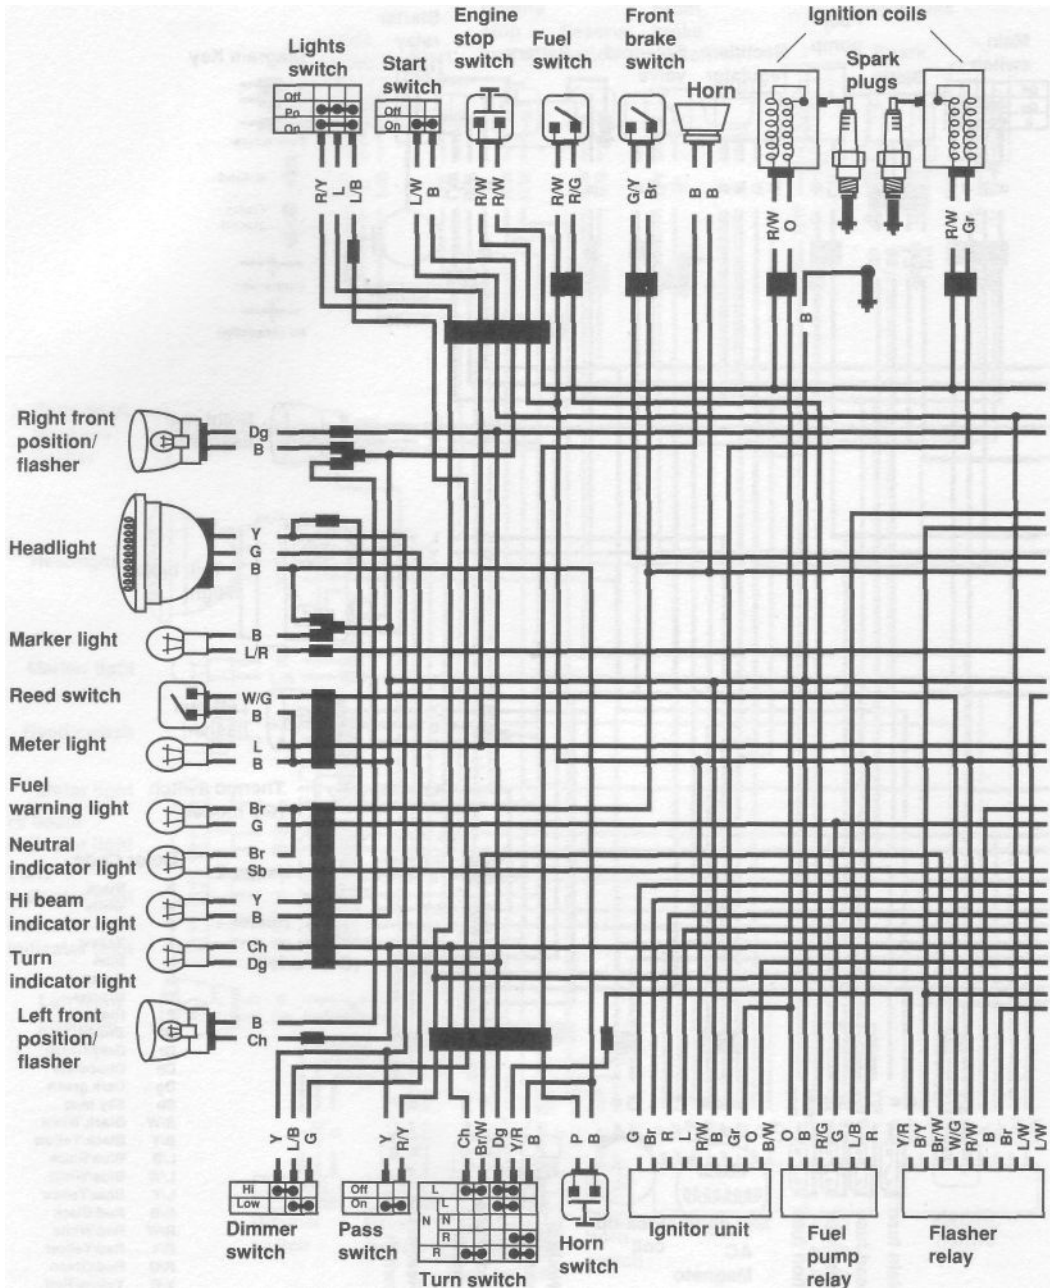 Lights
switch
Start
switch
Engine
stop
switch
Fuel
switch
Front
brake
switch
Horn
Ignition coils
Spark
plugs
Off
Po
On
Off
On
R/Y
L
L/B
L/W
B
R/W
R/W
R/W
R/G
G/Y
Br
B
B
R/W
O
R/W
Gr
B
Right front
position/
flasher
Dg
B
Headlight
Y
G
B
Marker light
B
L/R
Reed switch
W/G
B
Meter light
L
B
Fuel
warning light
Br
G
Neutral
indicator light
Br
Sb
Hi beam
indicator light
Y
B
Turn
indicator light
Ch
Dg
Left front
position/
flasher
B
Ch
Y
L/B
G
Y
R/Y
Ch
Br/W
Dg
Y/R
B
P
B
G
Br
R
L
R/W
B
Gr
O
R/W
O
B
R/G
G
L/B
R
Y/R
B/Y
Br/W
W/G
R/W
B
Br
L/W
L/W
Hi
Low
Off
On
L
L
N
N
R
R
Dimmer
switch
Pass
switch
Turn switch
Horn
switch
Ignitor unit
Fuel
pump
relay
Flasher
relay